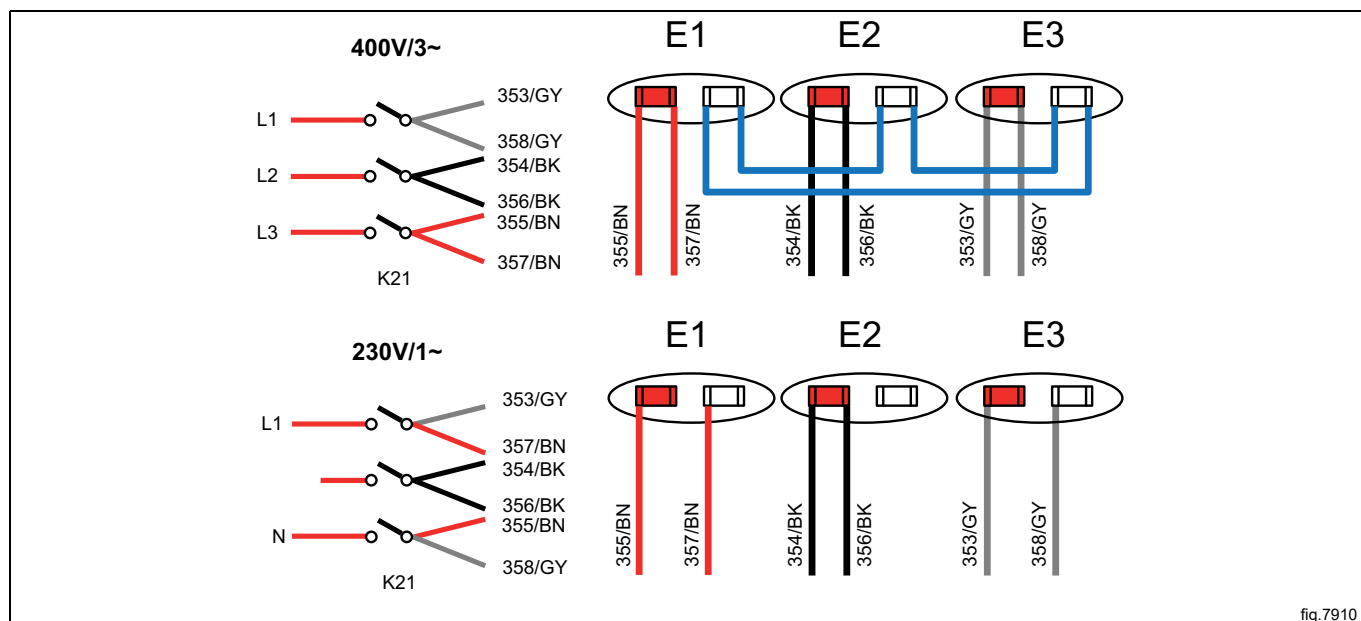 400V/3~
E1 E2 E3
L1
353/GY
358/GY
L2
354/BK
356/BK
L3
355/BN
357/BN
K21
355/BN
357/BN
354/BK
356/BK
353/GY
358/GY
230V/1~
E1 E2 E3
L1
353/GY
357/BN
354/BK
356/BK
N
355/BN
358/GY
K21
355/BN
357/BN
354/BK
356/BK
353/GY
358/GY
fig.7910